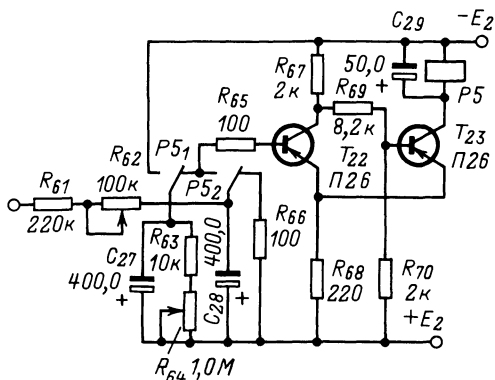 C29
−E2
R67
2к
50,0
+
P5
R69
8,2к
R65
100
T22
П26
T23
П26
P51
P52
R62
100к
R61
220к
R66
100
R63
10к
C27
400,0
+
400,0
C28
+
R68
220
R70
2к
+E2
R64 1,0М